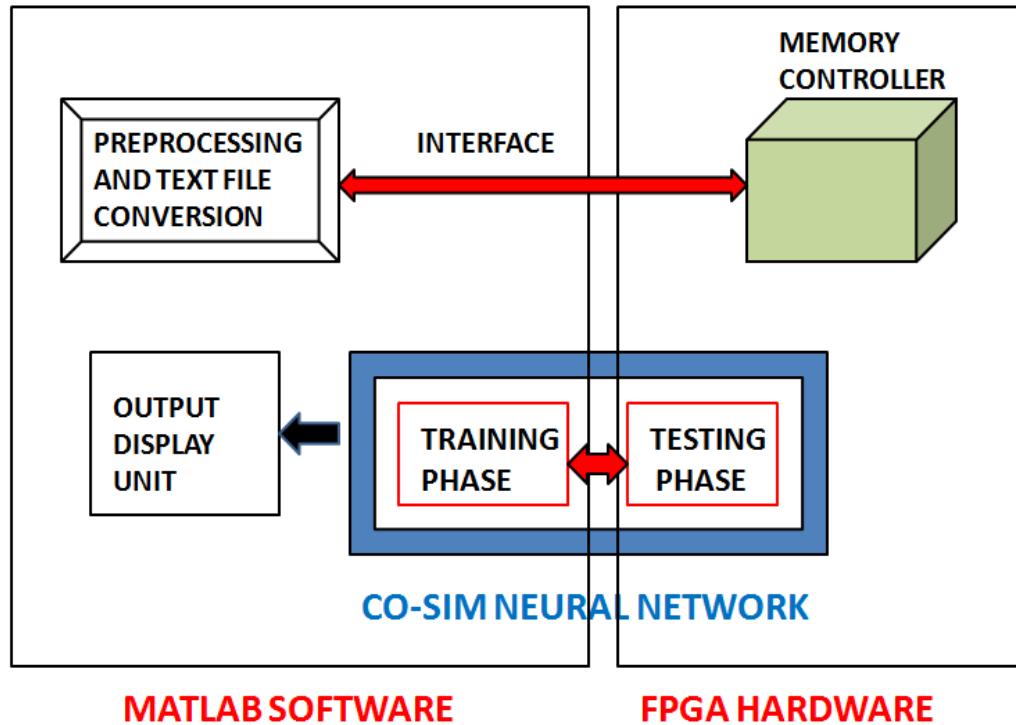 MEMORY
CONTROLLER
PREPROCESSING
AND TEXT FILE
CONVERSION
INTERFACE
OUTPUT
DISPLAY
UNIT
TRAINING
PHASE
TESTING
PHASE
CO-SIM NEURAL NETWORK
MATLAB SOFTWARE
FPGA HARDWARE